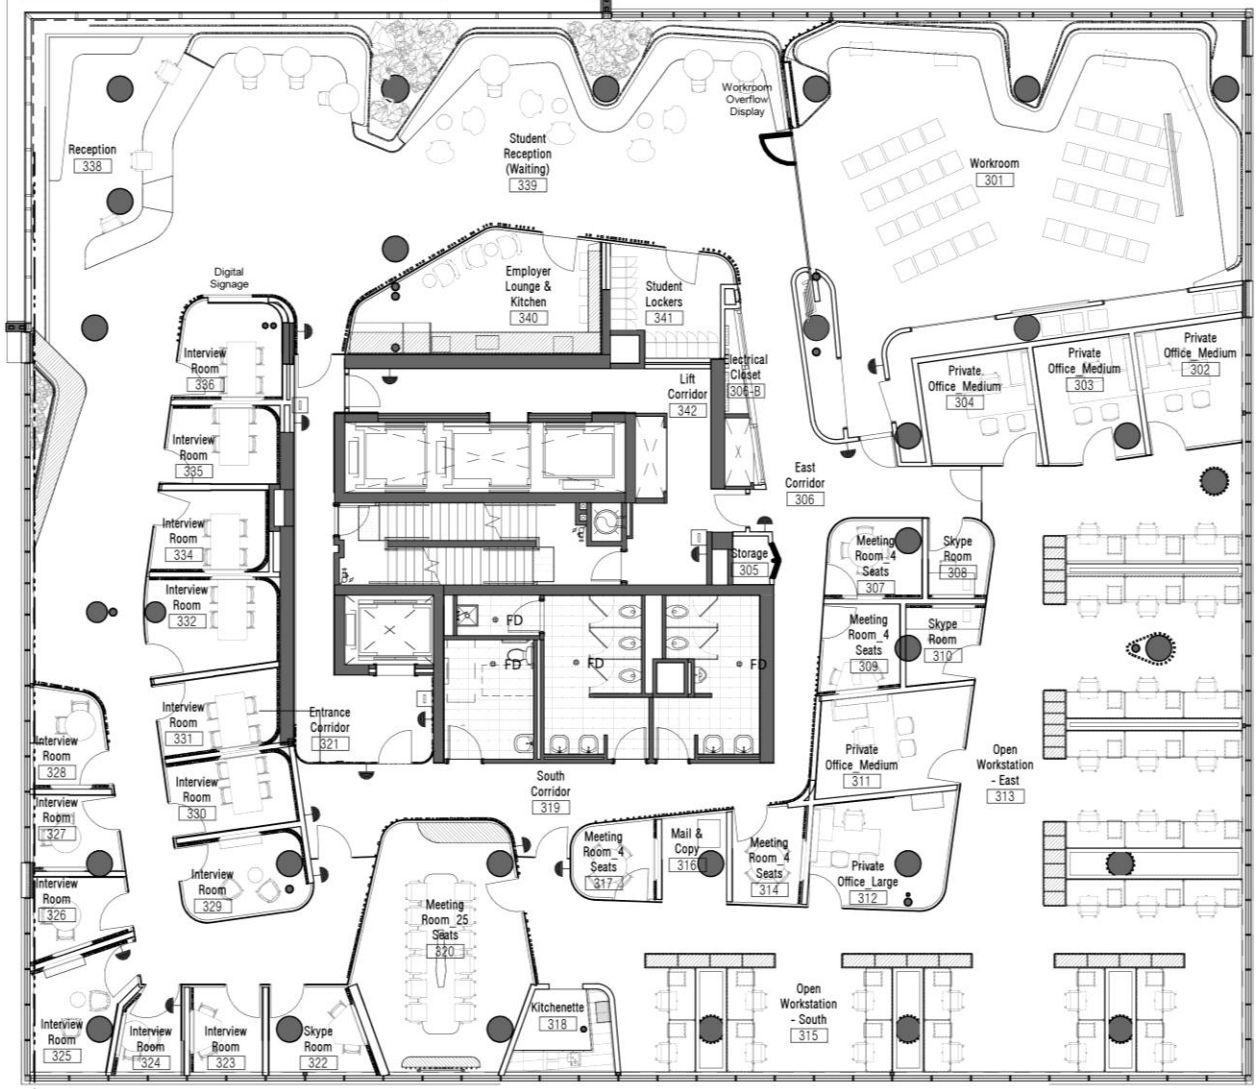 Reception
338
Student
Reception
(Waiting)
339
Workroom
Overflow
Display
Workroom
301
Digital
Signage
Employer
Lounge &
Kitchen
340
Student
Lockers
341
Electrical
Closet
306-B
Lift
Corridor
342
Private
Office_Medium
302
Private
Office_Medium
303
Private
Office_Medium
304
Interview
Room
336
Interview
Room
335
Interview
Room
334
Interview
Room
332
Interview
Room
331
Interview
Room
330
Interview
Room
329
Interview
Room
328
Interview
Room
327
Interview
Room
326
Interview
Room
325
Interview
Room
324
Interview
Room
323
Skype
Room
322
Entrance
Corridor
321
East
Corridor
306
Storage
305
Meeting
Room_4
Seats
307
Skype
Room
308
Meeting
Room_4
Seats
309
Skype
Room
310
FD
FD
FD
FD
Private
Office_Medium
311
Private
Office_Large
312
Open
Workstation
- East
313
South
Corridor
319
Meeting
Room_4
Seats
317
Mail &
Copy
316
Meeting
Room_4
Seats
314
Meeting
Room_25
Seats
320
Kitchenette
318
Open
Workstation
- South
315